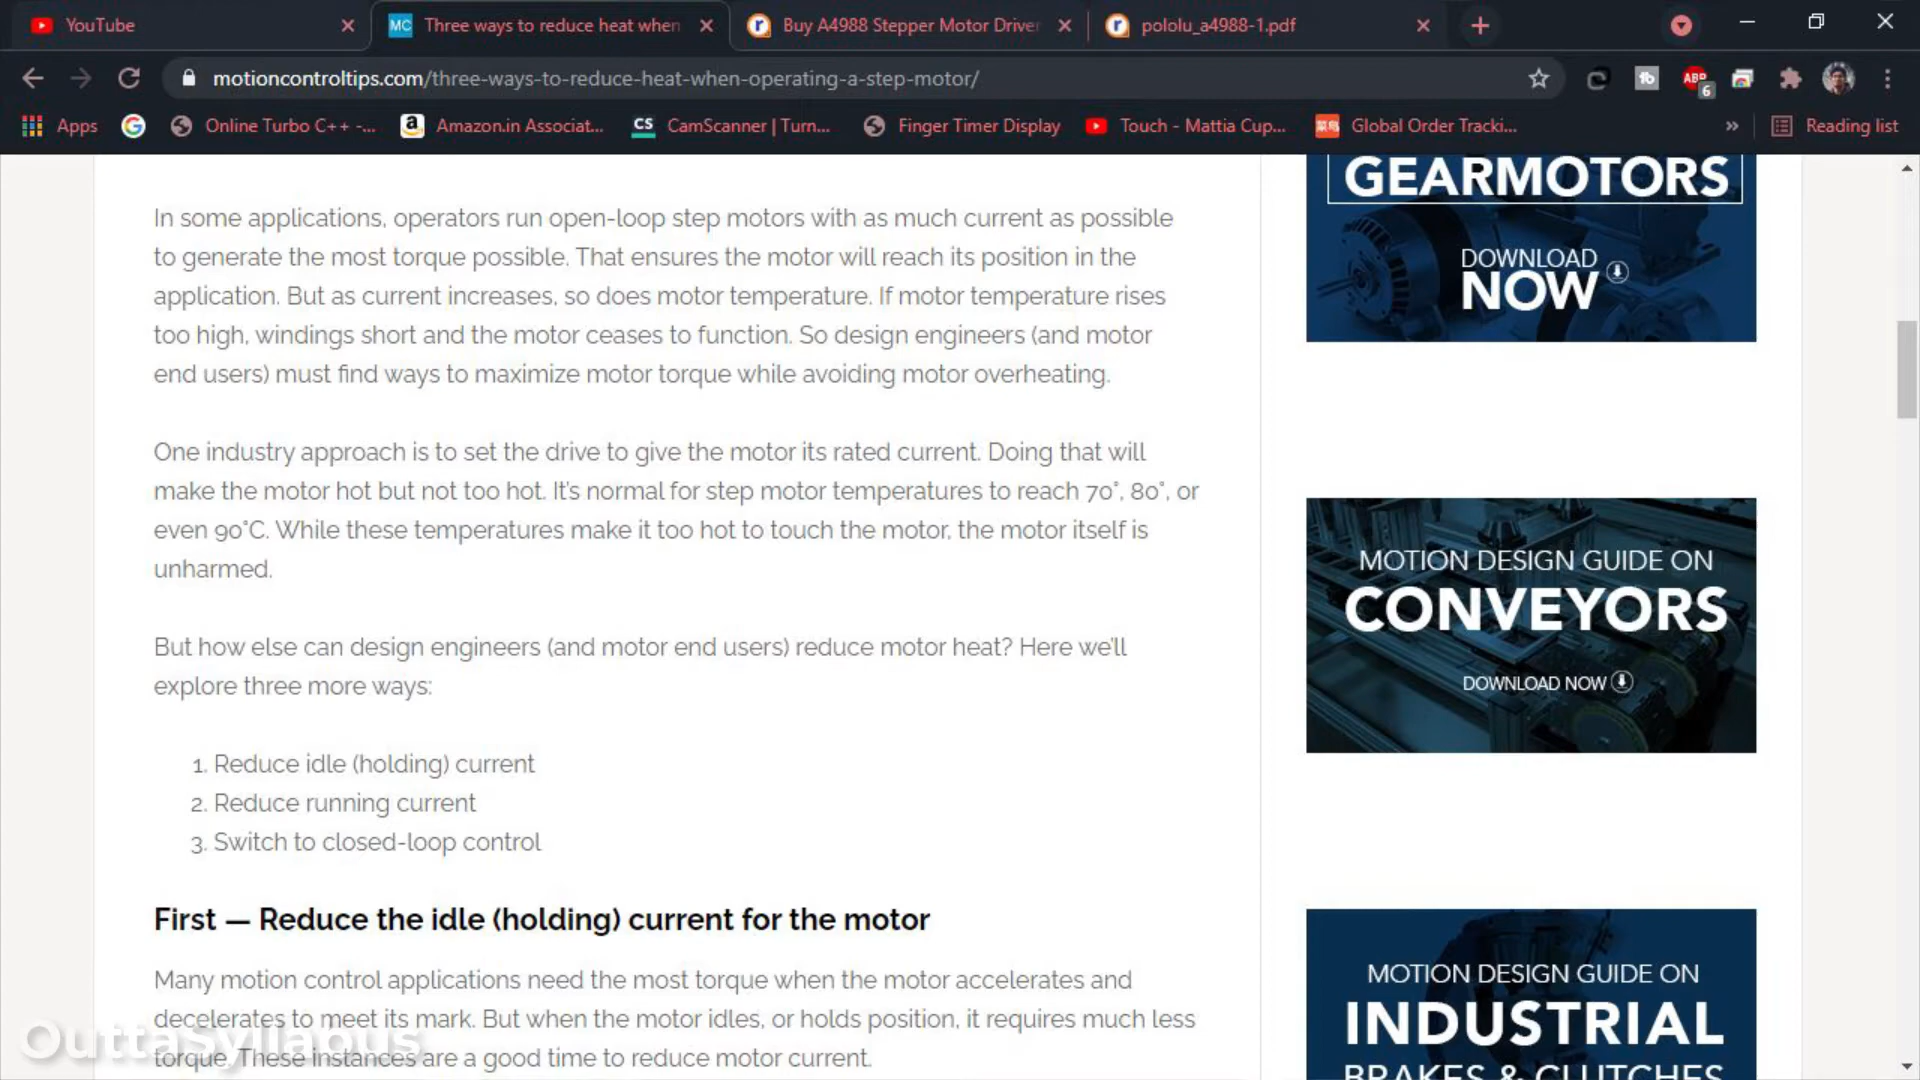 YouTube
Three ways to reduce heat when
Buy A4988 Stepper Motor Driver
pololu_a4988-1.pdf
motioncontroltips.com/three-ways-to-reduce-heat-when-operating-a-step-motor/
ABP
6
Apps
Online Turbo C++ -...
Amazon.in Associat...
CS
CamScanner | Turn...
Finger Timer Display
Touch - Mattia Cup...
Global Order Tracki...
Reading list
In some applications, operators run open-loop step motors with as much current as possible
to generate the most torque possible. That ensures the motor will reach its position in the
application. But as current increases, so does motor temperature. If motor temperature rises
too high, windings short and the motor ceases to function. So design engineers (and motor
end users) must find ways to maximize motor torque while avoiding motor overheating.
One industry approach is to set the drive to give the motor its rated current. Doing that will
make the motor hot but not too hot. It's normal for step motor temperatures to reach 70°, 80°, or
even 90°C. While these temperatures make it too hot to touch the motor, the motor itself is
unharmed.
But how else can design engineers (and motor end users) reduce motor heat? Here we'll
explore three more ways:
1. Reduce idle (holding) current
2. Reduce running current
3. Switch to closed-loop control
First — Reduce the idle (holding) current for the motor
Many motion control applications need the most torque when the motor accelerates and
decelerates to meet its mark. But when the motor idles, or holds position, it requires much less
torque. These instances are a good time to reduce motor current.
OuttaSyllabus
GEARMOTORS
DOWNLOAD
NOW
MOTION DESIGN GUIDE ON
CONVEYORS
DOWNLOAD NOW
MOTION DESIGN GUIDE ON
INDUSTRIAL
BRAKES & CLUTCHES